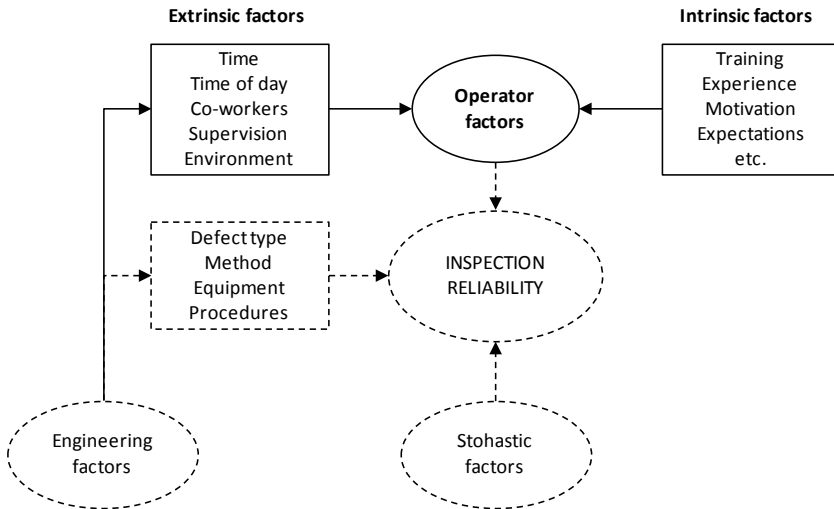 Extrinsic factors
Intrinsic factors
Time
Time of day
Co-workers
Supervision
Environment
Operator
factors
Training
Experience
Motivation
Expectations
etc.
Defect type
Method
Equipment
Procedures
INSPECTION
RELIABILITY
Engineering
factors
Stohastic
factors